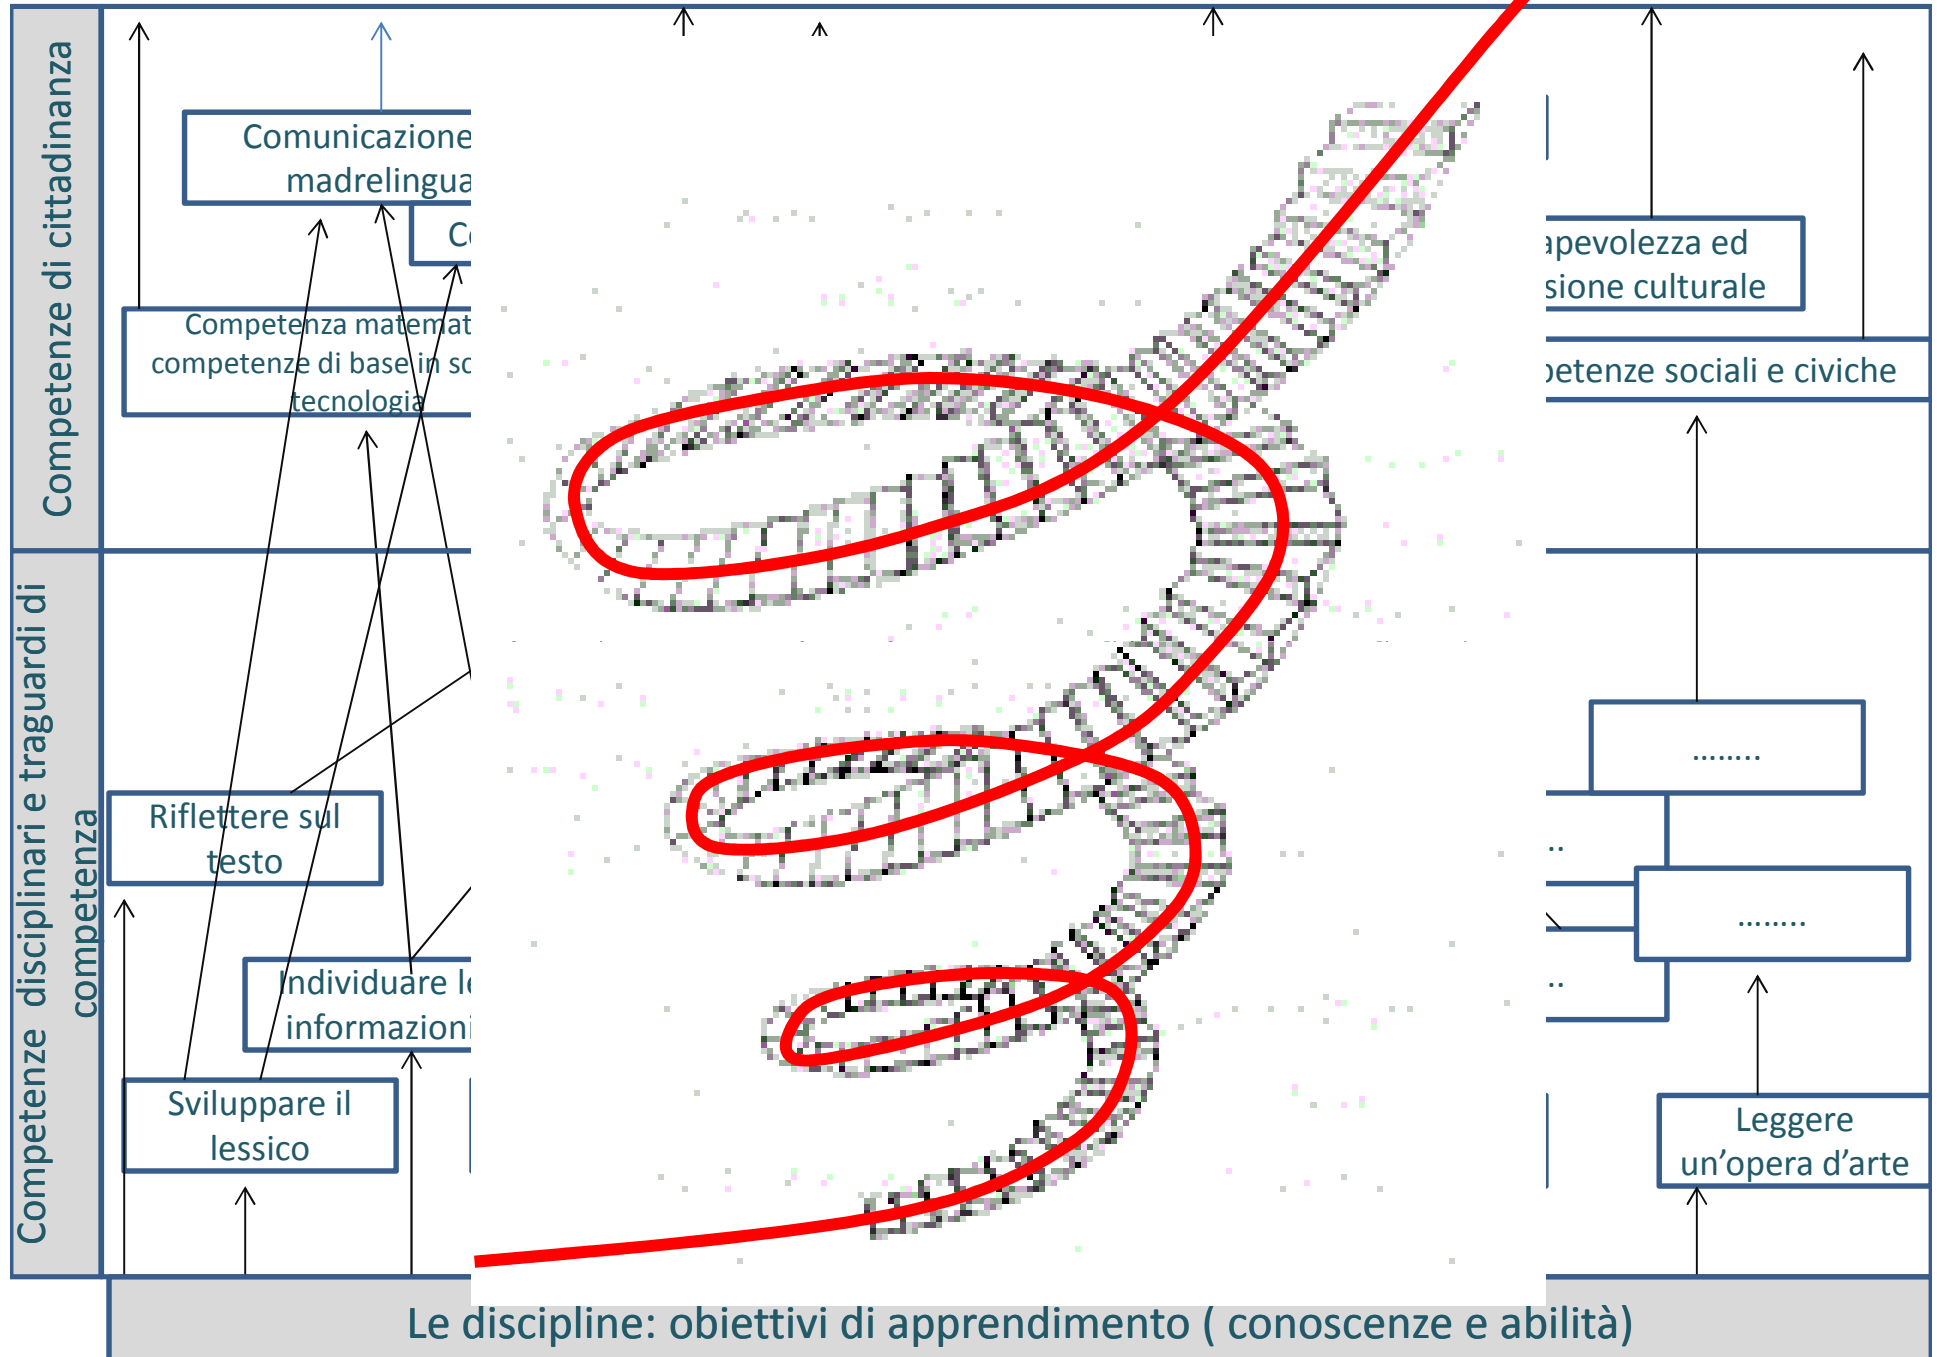 Competenze di cittadinanza
Comunicazione
madrelingua
apevolezza ed
sione culturale
Competenza matemat
competenze di base in sc
tecnologia
petenze sociali e civiche
Competenze disciplinari e traguardi di
competenza
Riflettere sul
testo
Individuare le
informazioni
Sviluppare il
lessico
........
..
........
..
Leggere
un’opera d’arte
Le discipline: obiettivi di apprendimento ( conoscenze e abilità)